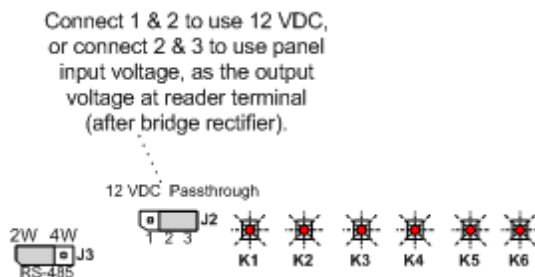 Connect 1 & 2 to use 12 VDC,
or connect 2 & 3 to use panel
input voltage, as the output
voltage at reader terminal
(after bridge rectifier).
12 VDC Passthrough
J2
1 2 3
2W 4W
J3
RS-485
K1 K2 K3 K4 K5 K6